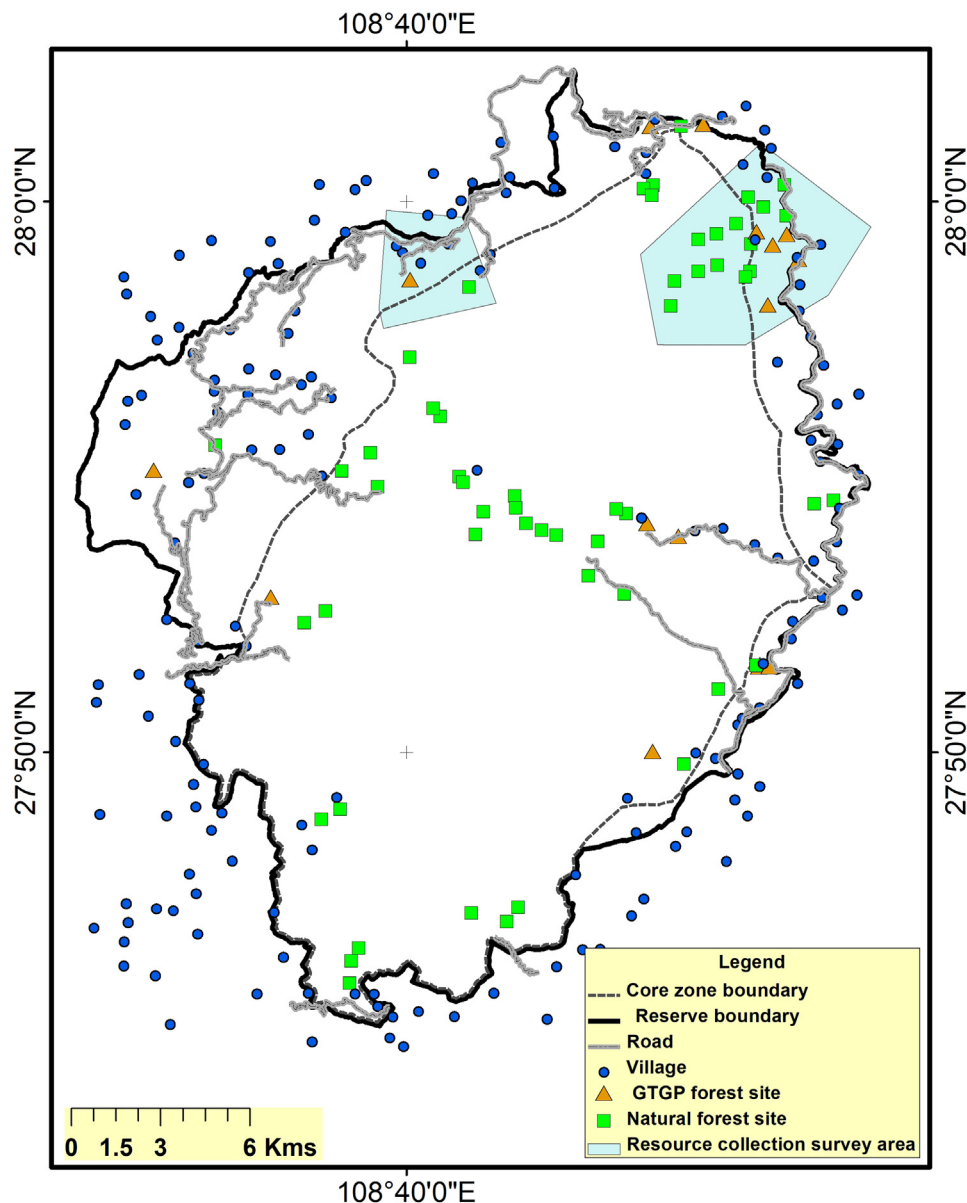 108°40'0"E
28°0'0"N
28°0'0"N
27°50'0"N
27°50'0"N
Legend
Core zone boundary
Reserve boundary
Road
Village
GTGP forest site
Natural forest site
Resource collection survey area
0 1.5 3 6 Kms
108°40'0"E